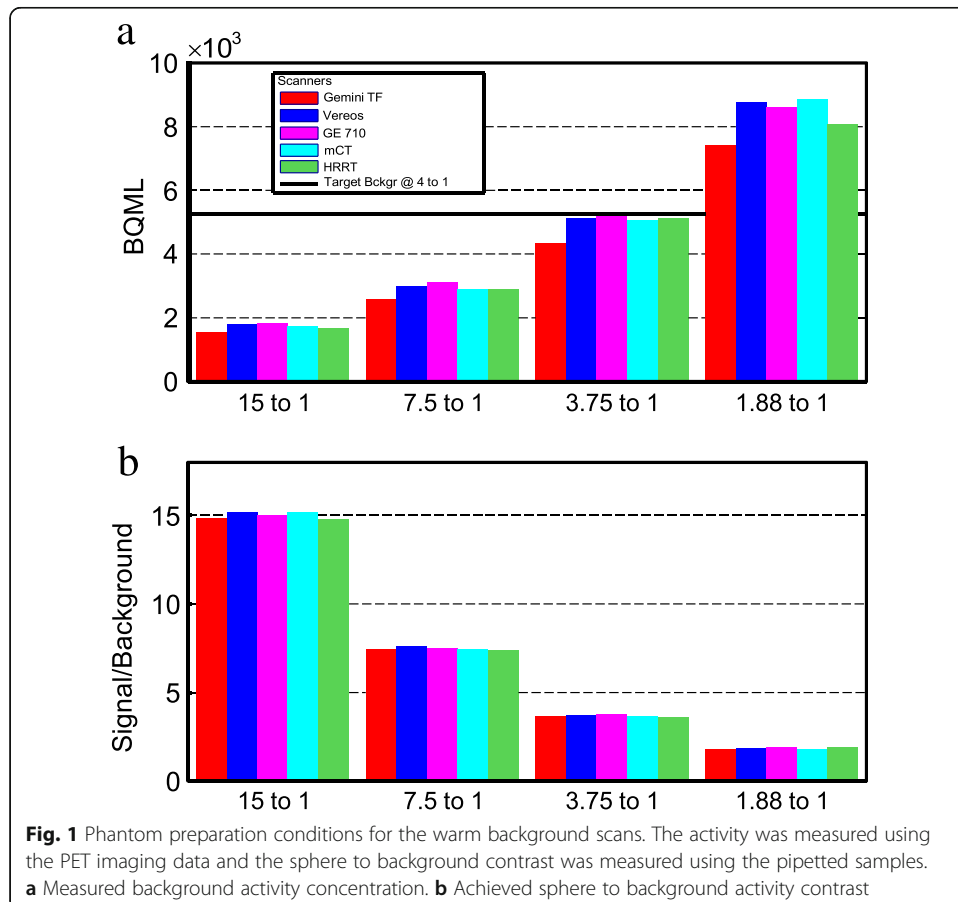 a
×10³
10
8
6
4
2
0
BQML
Scanners
Gemini TF
Vereos
GE 710
mCT
HRRT
Target Bckgr @ 4 to 1
15 to 1
7.5 to 1
3.75 to 1
1.88 to 1
b
15
10
5
0
Signal/Background
15 to 1
7.5 to 1
3.75 to 1
1.88 to 1
Fig. 1 Phantom preparation conditions for the warm background scans. The activity was measured using
the PET imaging data and the sphere to background contrast was measured using the pipetted samples.
a Measured background activity concentration. b Achieved sphere to background activity contrast